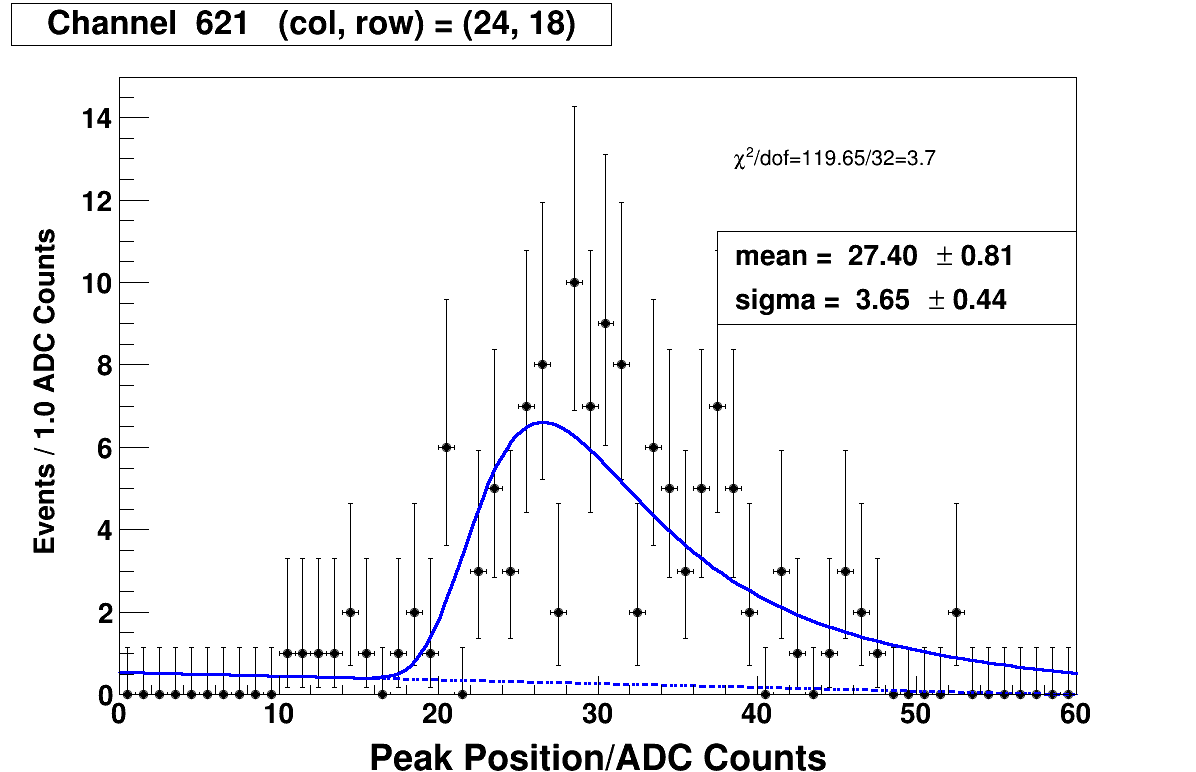 Channel 621 (col, row) = (24, 18)
χ²/dof=119.65/32=3.7
mean = 27.40 ± 0.81
sigma = 3.65 ± 0.44
Events / 1.0 ADC Counts
14
12
10
8
6
4
2
0
0 10 20 30 40 50 60
Peak Position/ADC Counts